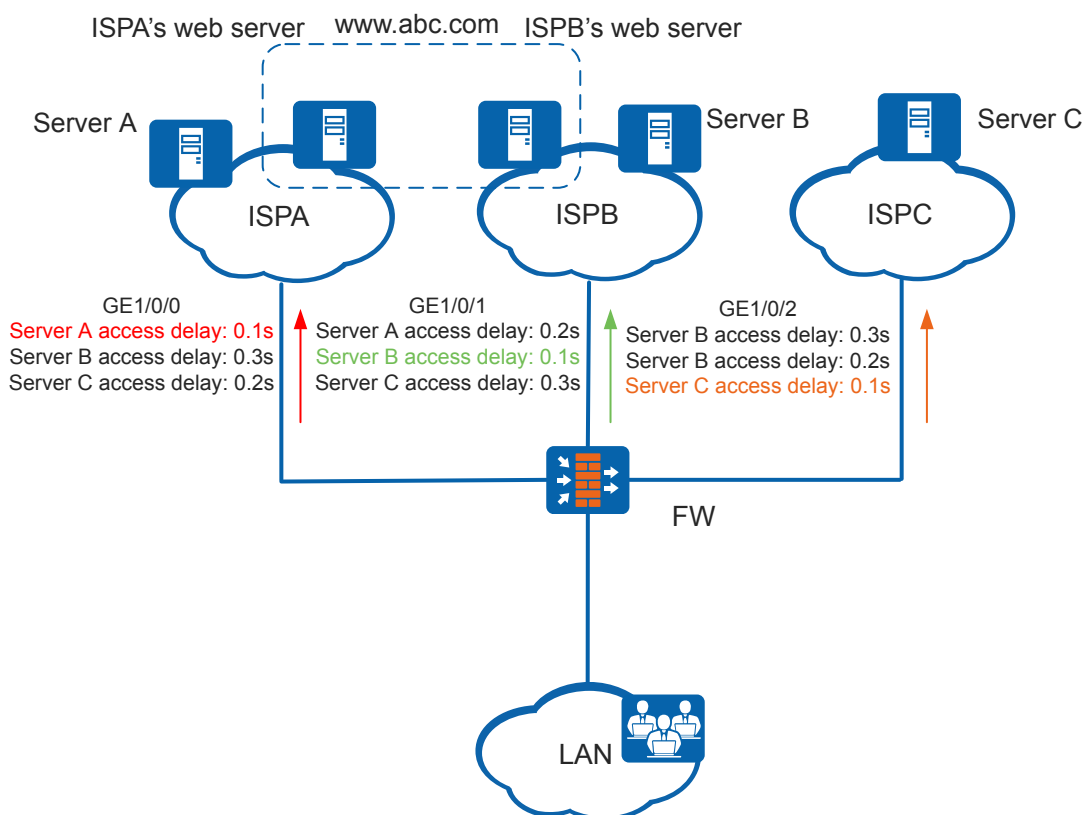 ISPA's web server
www.abc.com
ISPB's web server
Server A
Server B
Server C
ISPA
ISPB
ISPC
GE1/0/0
Server A access delay: 0.1s
Server B access delay: 0.3s
Server C access delay: 0.2s
GE1/0/1
Server A access delay: 0.2s
Server B access delay: 0.1s
Server C access delay: 0.3s
GE1/0/2
Server B access delay: 0.3s
Server B access delay: 0.2s
Server C access delay: 0.1s
FW
LAN